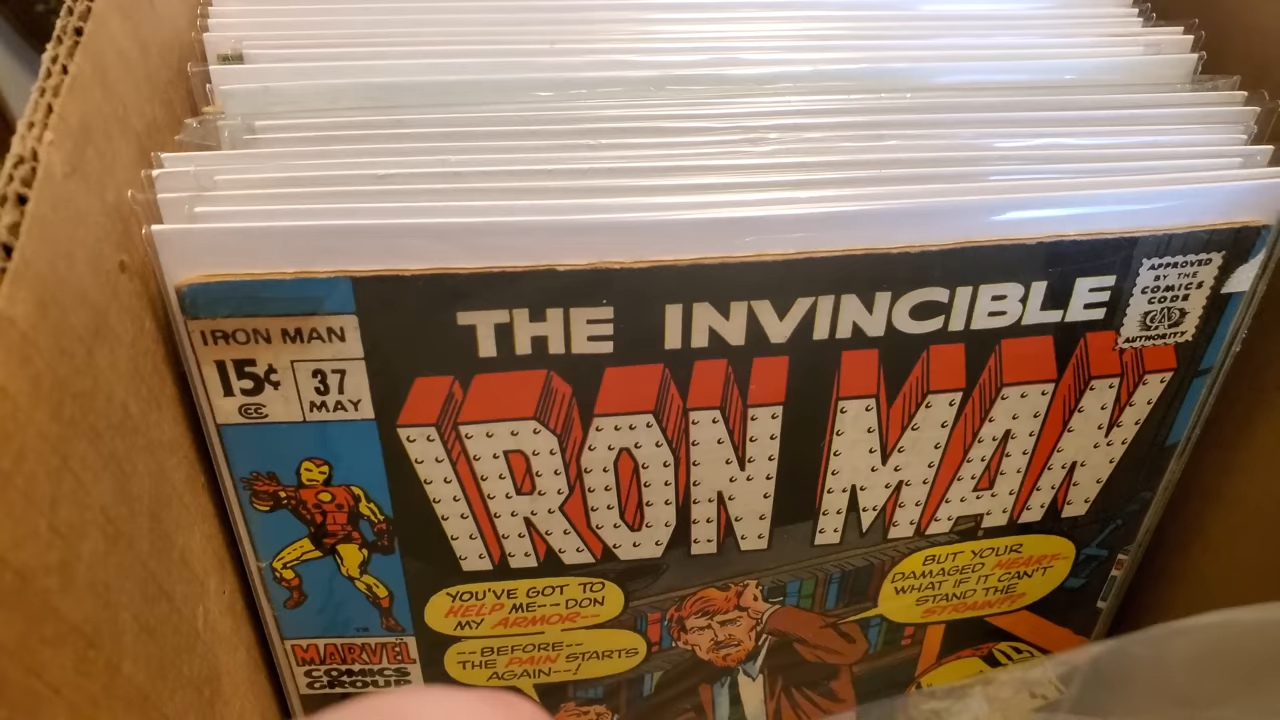 THE INVINCIBLE
IRON MAN
APPROVED
BY THE
COMICS
CODE
CA
AUTHORITY
IRON MAN
15¢
CC
37
MAY
MARVEL
COMICS
GROUP
YOU'VE GOT TO
HELP ME--DON
MY ARMOR--
--BEFORE--
THE PAIN STARTS
AGAIN--!
BUT YOUR
DAMAGED HEART--
WHAT IF IT CAN'T
STAND THE
STRAIN??